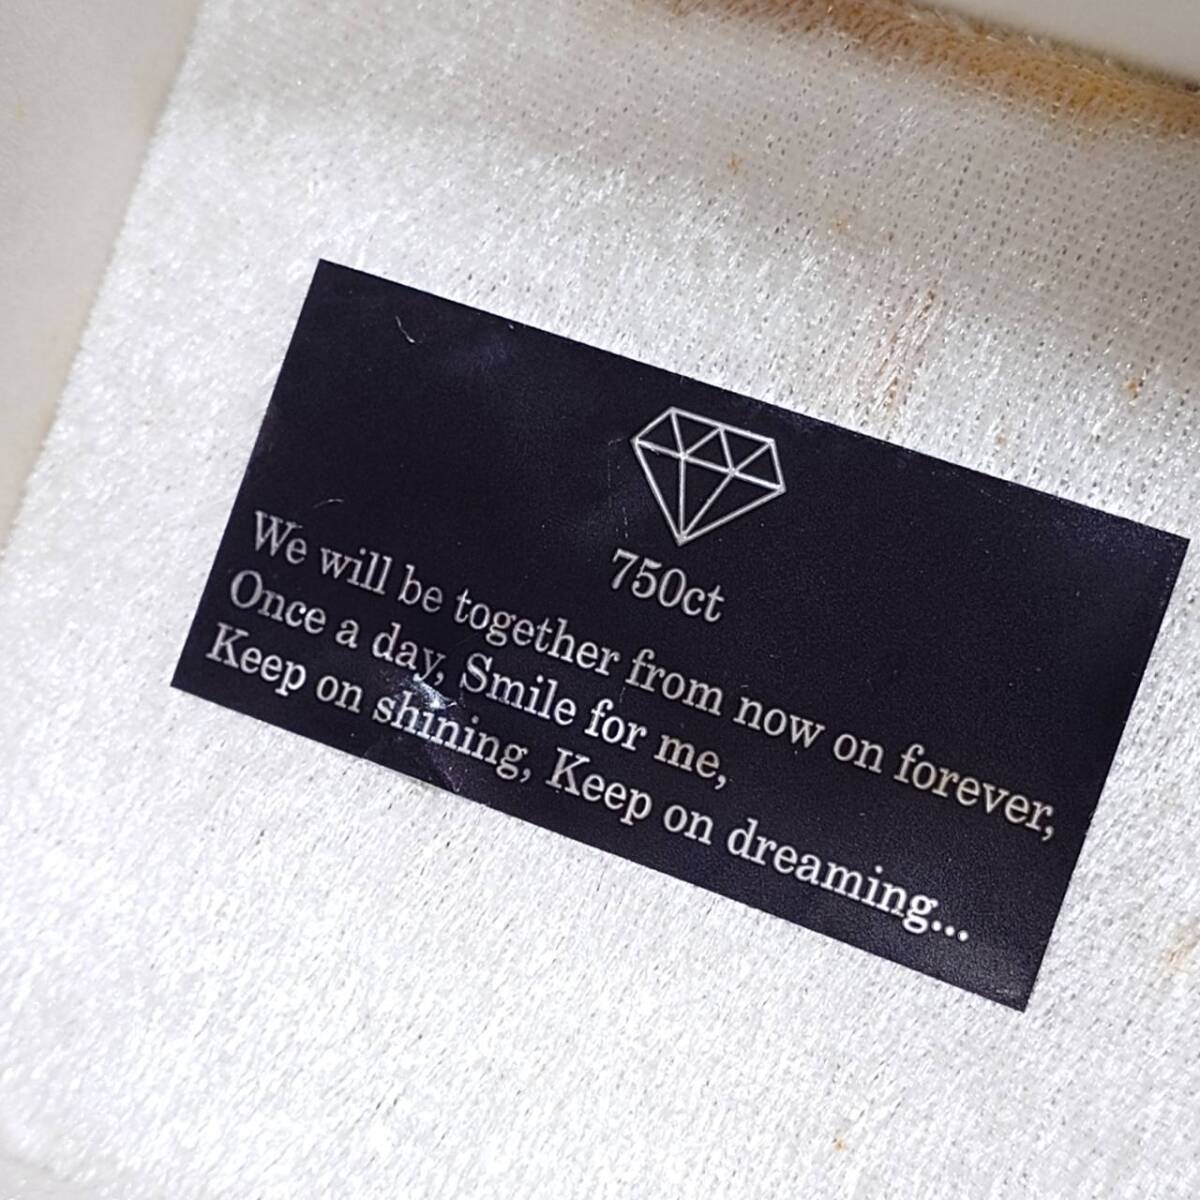 750ct
We will be together from now on forever,
Once a day, Smile for me,
Keep on shining, Keep on dreaming...